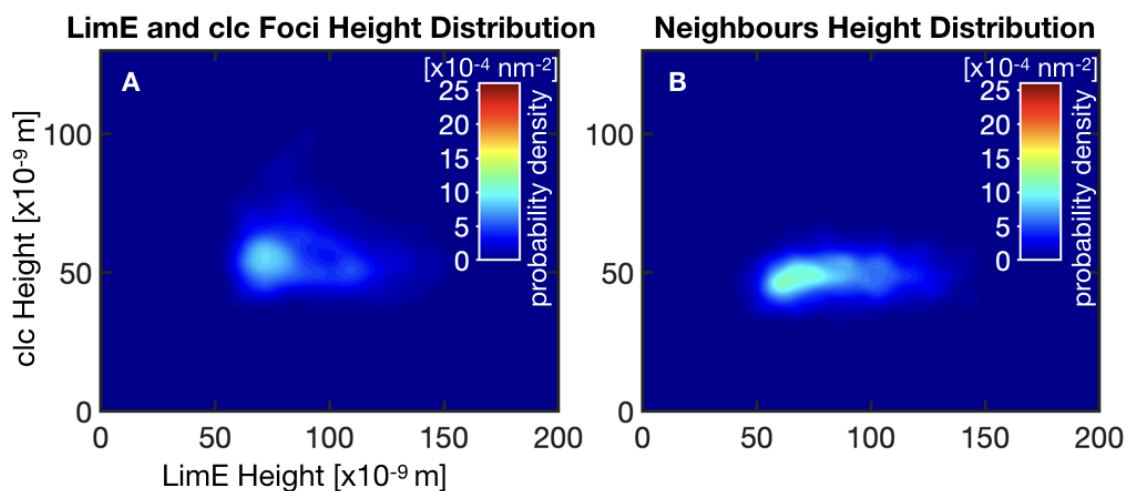 LimE and clc Foci Height Distribution
Neighbours Height Distribution
A
[x10-4 nm-2]
25
20
15
10
5
0
probability density
B
[x10-4 nm-2]
25
20
15
10
5
0
probability density
clc Height [x10-9 m]
100
50
0
100
50
0
0 50 100 150 200
0 50 100 150 200
LimE Height [x10-9 m]